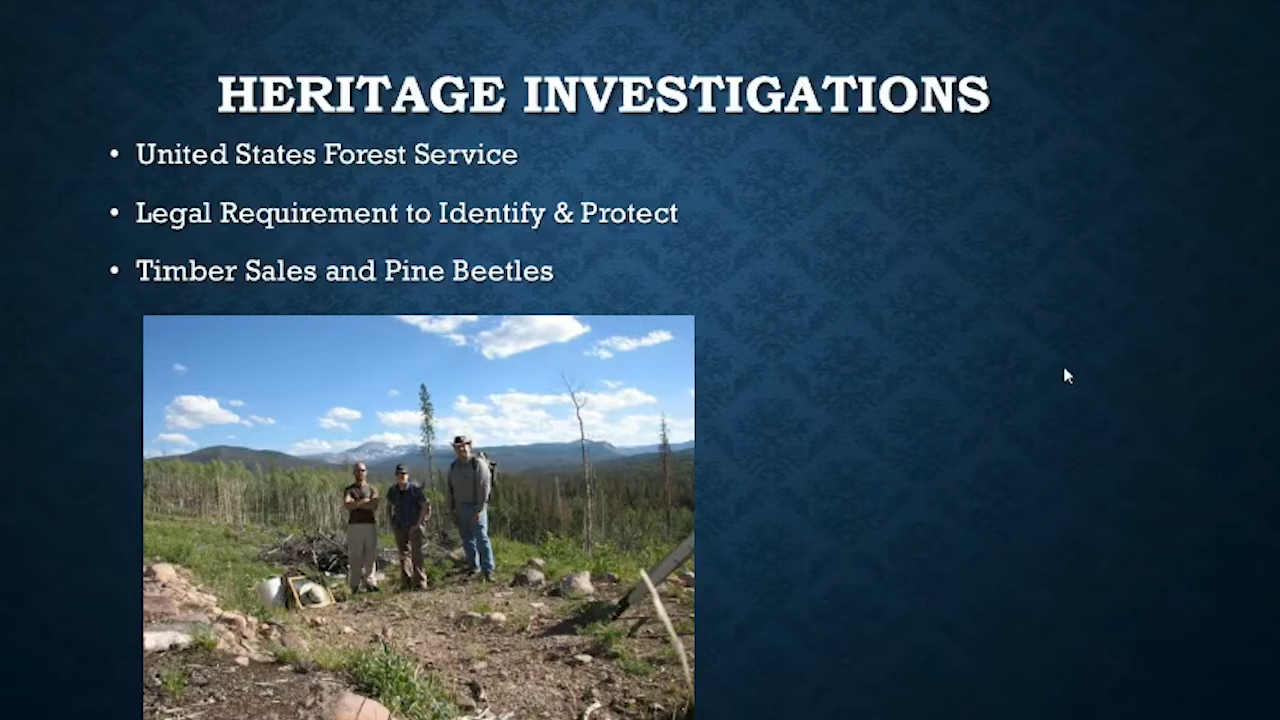 HERITAGE INVESTIGATIONS
• United States Forest Service
• Legal Requirement to Identify & Protect
• Timber Sales and Pine Beetles